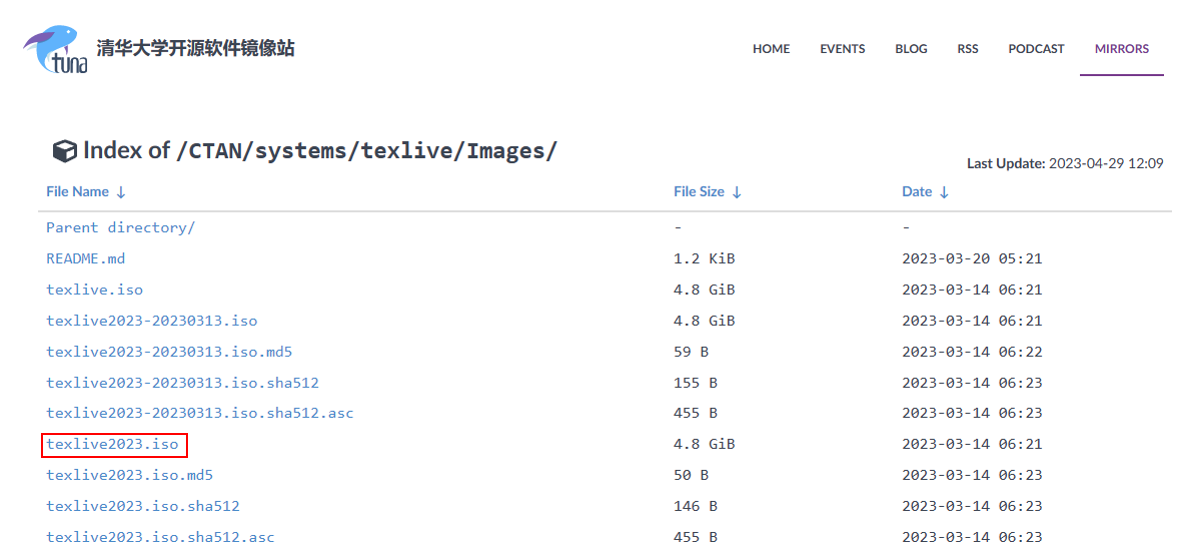 tuna 清华大学开源软件镜像站 HOME EVENTS BLOG RSS PODCAST MIRRORS
Index of /CTAN/systems/texlive/Images/
Last Update: 2023-04-29 12:09
File Name ↓ File Size ↓ Date ↓
Parent directory/ - -
README.md 1.2 KiB 2023-03-20 05:21
texlive.iso 4.8 GiB 2023-03-14 06:21
texlive2023-20230313.iso 4.8 GiB 2023-03-14 06:21
texlive2023-20230313.iso.md5 59 B 2023-03-14 06:22
texlive2023-20230313.iso.sha512 155 B 2023-03-14 06:23
texlive2023-20230313.iso.sha512.asc 455 B 2023-03-14 06:23
texlive2023.iso 4.8 GiB 2023-03-14 06:21
texlive2023.iso.md5 50 B 2023-03-14 06:23
texlive2023.iso.sha512 146 B 2023-03-14 06:23
texlive2023.iso.sha512.asc 455 B 2023-03-14 06:23